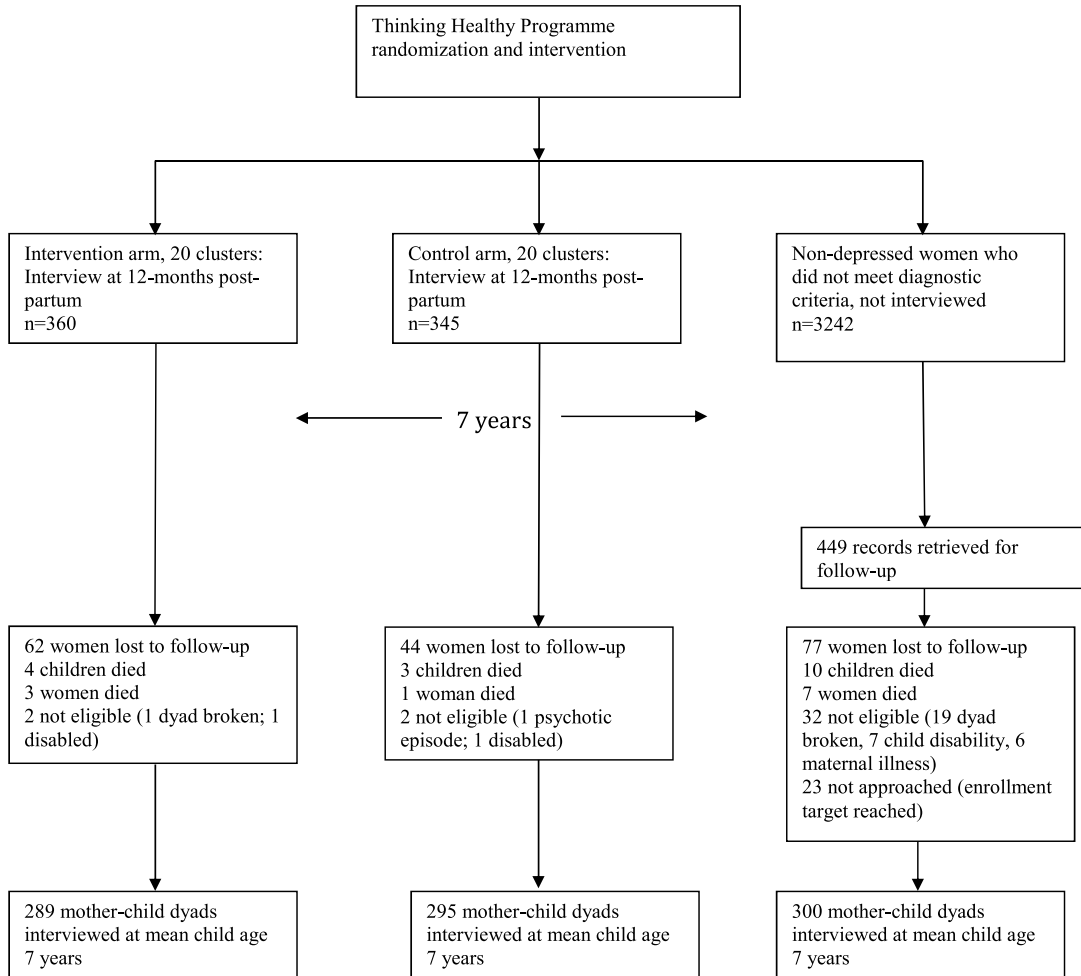 Thinking Healthy Programme
randomization and intervention
Intervention arm, 20 clusters:
Interview at 12-months post-
partum
n=360
Control arm, 20 clusters:
Interview at 12-months post-
partum
n=345
Non-depressed women who
did not meet diagnostic
criteria, not interviewed
n=3242
7 years
449 records retrieved for
follow-up
62 women lost to follow-up
4 children died
3 women died
2 not eligible (1 dyad broken; 1
disabled)
44 women lost to follow-up
3 children died
1 woman died
2 not eligible (1 psychotic
episode; 1 disabled)
77 women lost to follow-up
10 children died
7 women died
32 not eligible (19 dyad
broken, 7 child disability, 6
maternal illness)
23 not approached (enrollment
target reached)
289 mother-child dyads
interviewed at mean child age
7 years
295 mother-child dyads
interviewed at mean child age
7 years
300 mother-child dyads
interviewed at mean child age
7 years